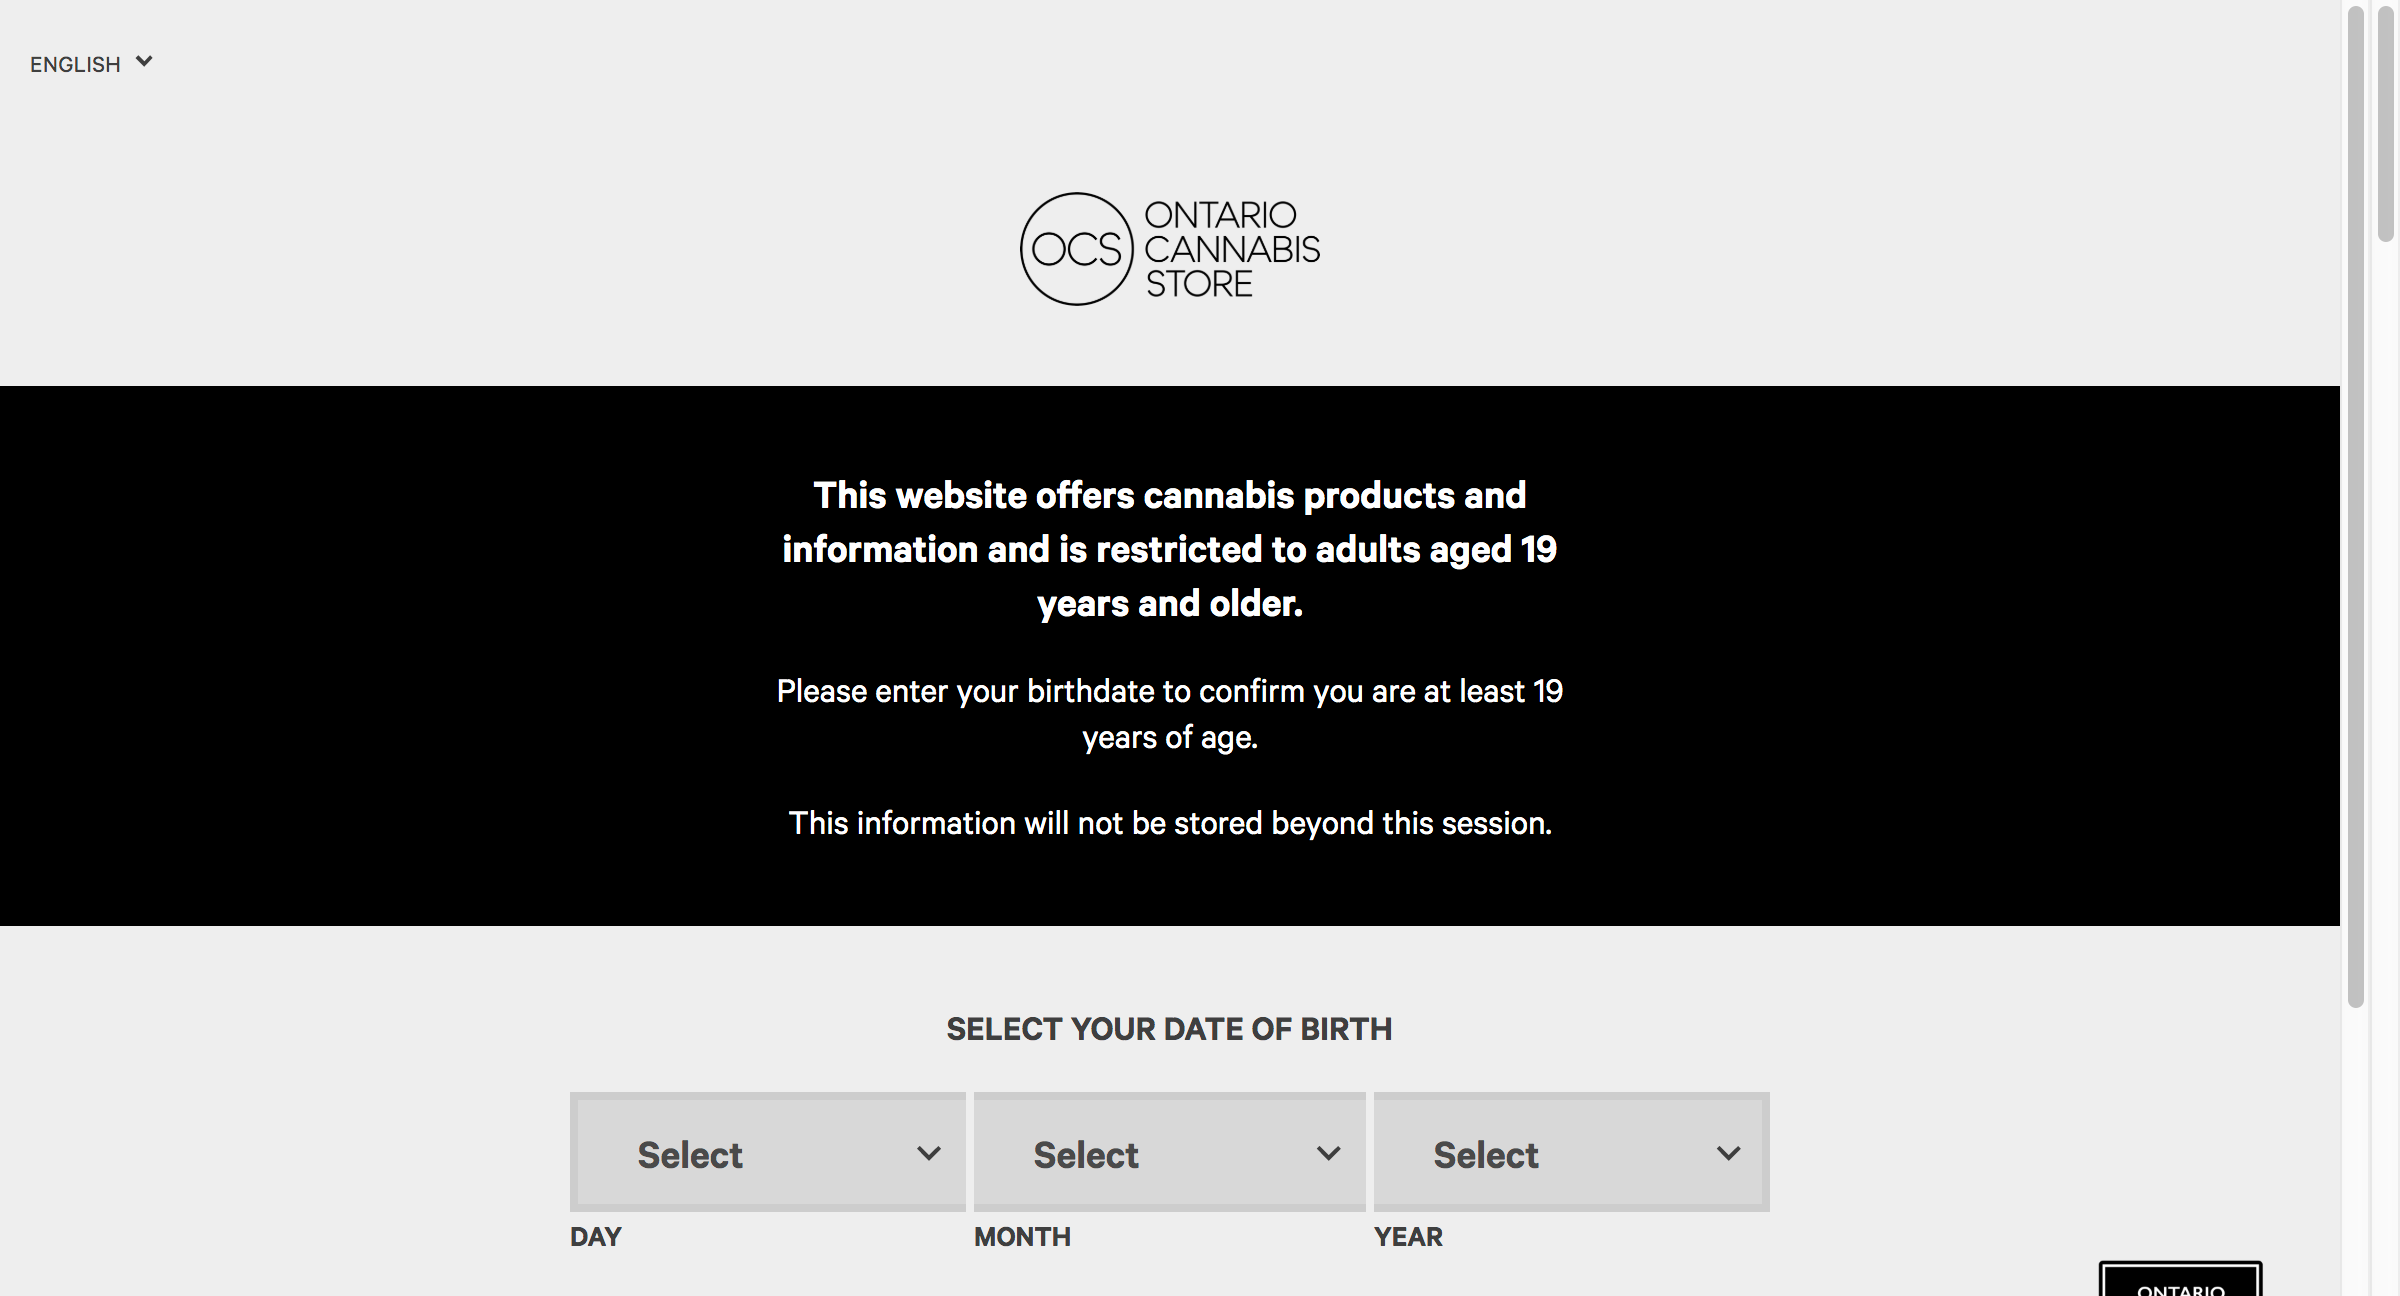 ENGLISH
OCS
ONTARIO
CANNABIS
STORE
This website offers cannabis products and
information and is restricted to adults aged 19
years and older.
Please enter your birthdate to confirm you are at least 19
years of age.
This information will not be stored beyond this session.
SELECT YOUR DATE OF BIRTH
Select
Select
Select
DAY
MONTH
YEAR
ONTARIO